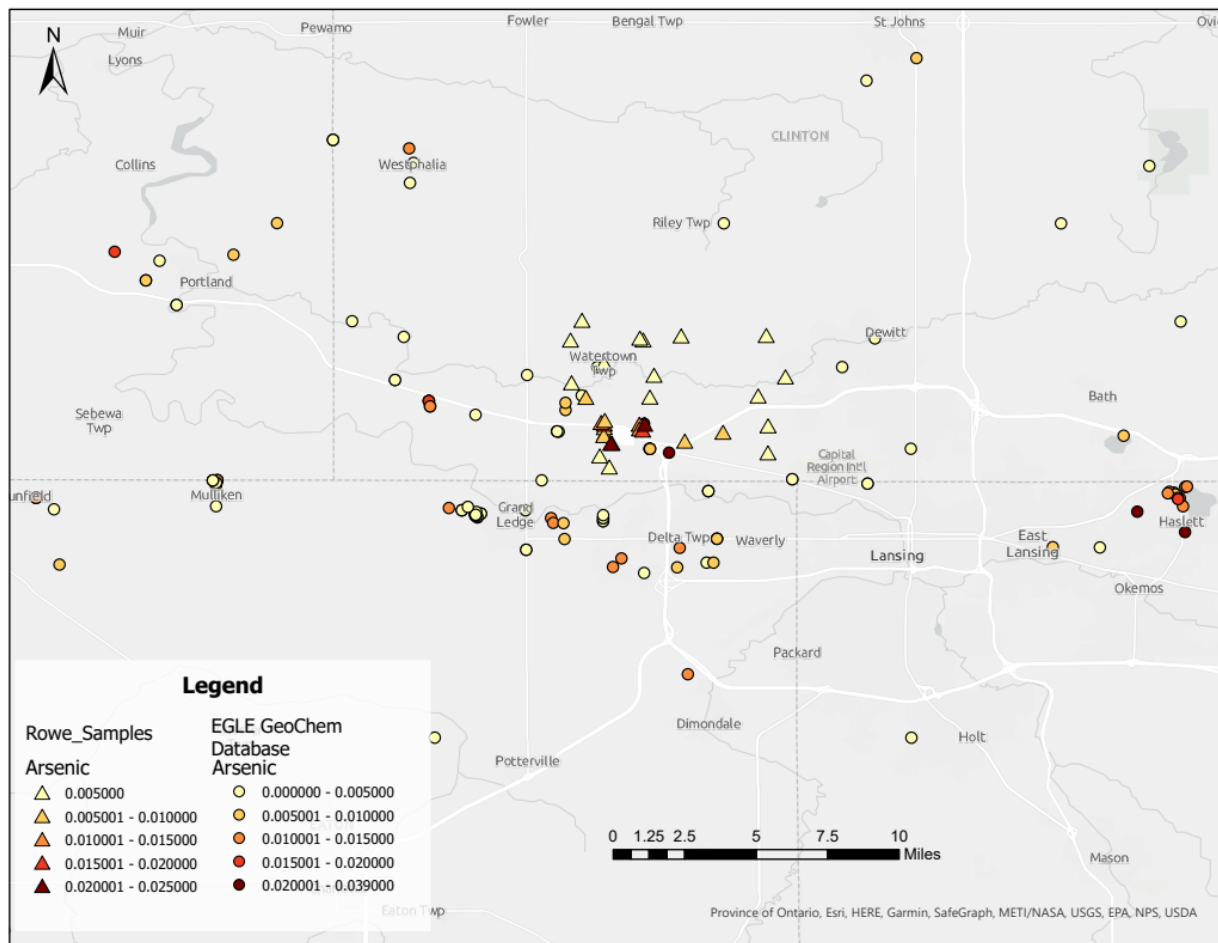 Fowler
Bengal Twp
St Johns
Ovi
Muir
Pewamo
N
Lyons
CLINTON
Collins
Westphalia
Riley Twp
Portland
Dewitt
Watertown
Twp
Bath
Sebewa
Twp
Capital
Region Int'l
Airport
unfield
Mulliken
Grand
Ledge
Haslett
Delta Twp
Waverly
East
Lansing
Lansing
Okemos
Packard
Legend
Dimondale
Rowe_Samples
EGLE GeoChem
Database
Holt
Arsenic
Arsenic
Potterville
0.005000
0.000000 - 0.005000
0.005001 - 0.010000
0.005001 - 0.010000
0.010001 - 0.015000
0.010001 - 0.015000
0.015001 - 0.020000
0.015001 - 0.020000
0.020001 - 0.025000
0.020001 - 0.039000
0 1.25 2.5 5 7.5 10
Miles
Mason
Eaton Twp
Province of Ontario, Esri, HERE, Garmin, SafeGraph, METI/NASA, USGS, EPA, NPS, USDA